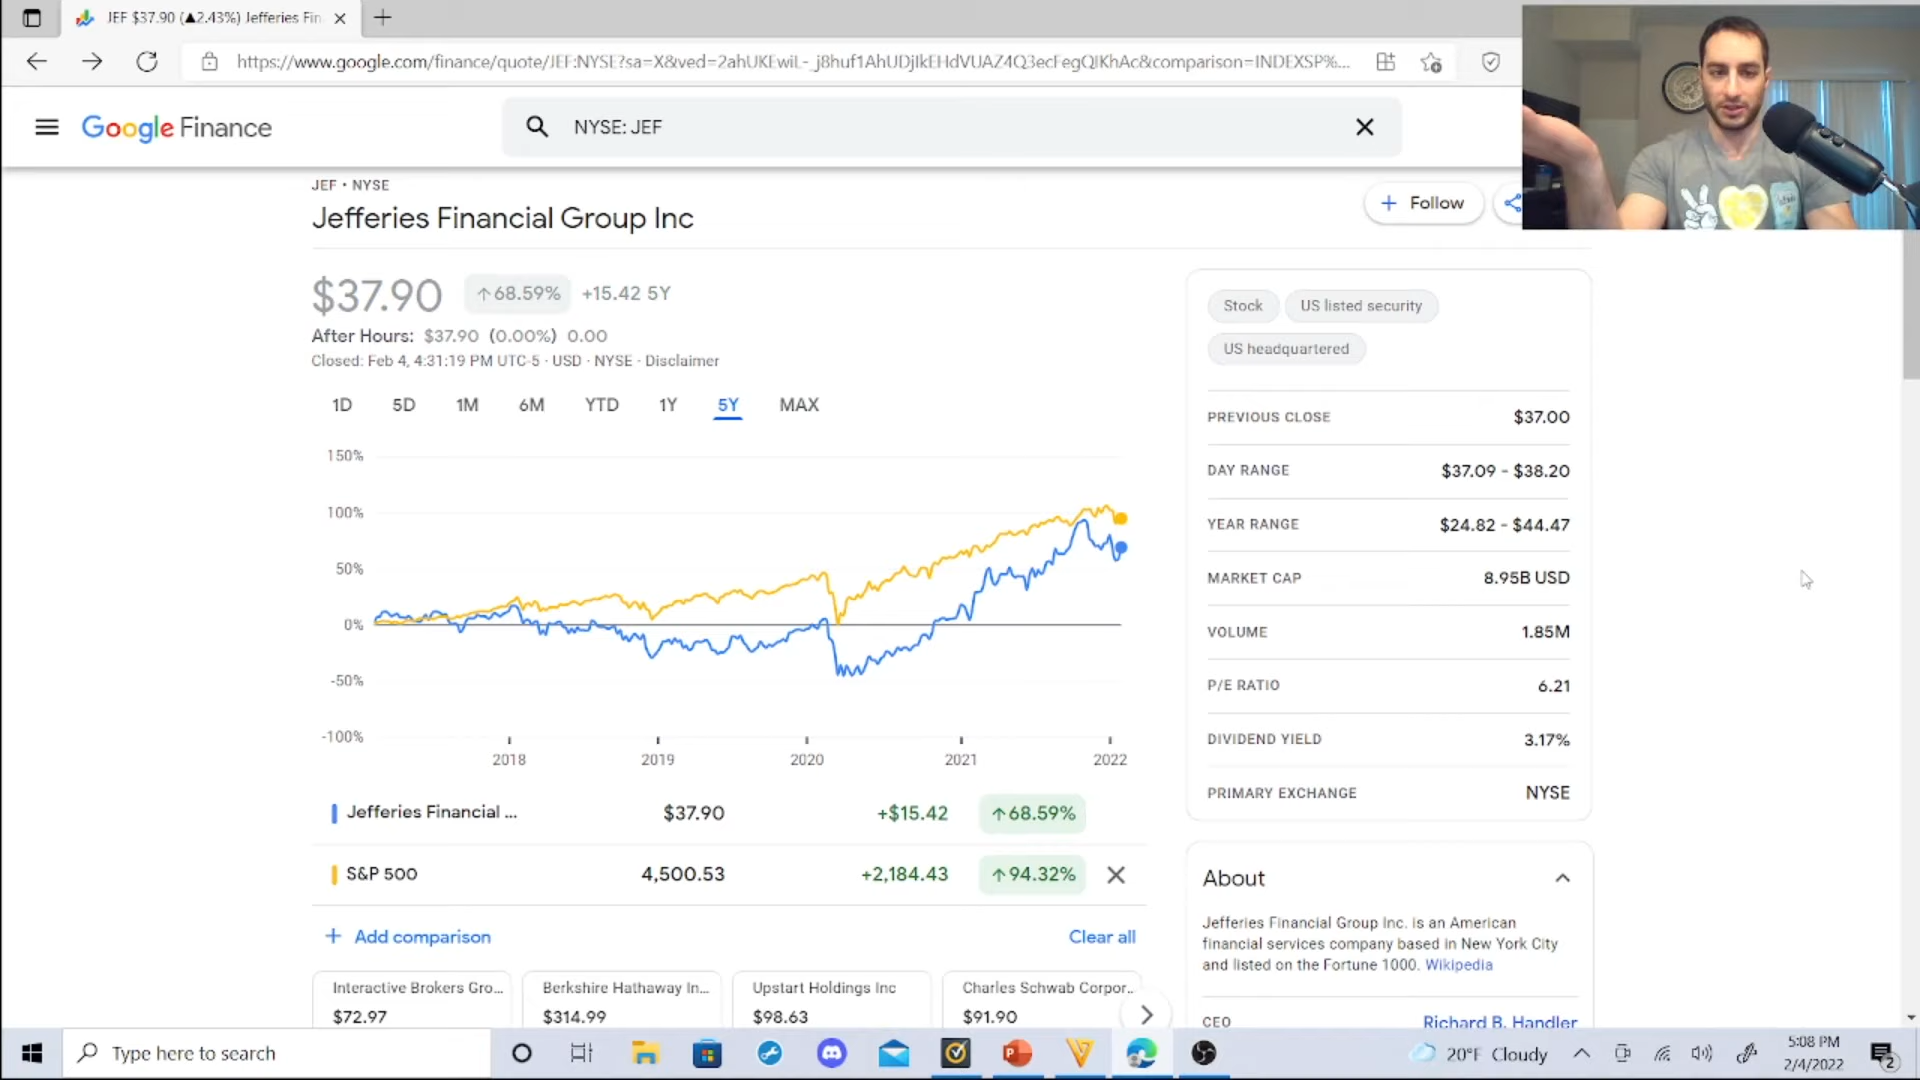 JEF $37.90 (▲2.43%) Jefferies Fin
https://www.google.com/finance/quote/JEF:NYSE?sa=X&ved=2ahUKEwiL-_j8huf1AhUDjIkEHdVUAZ4Q3ecFegQIKhAc&comparison=INDEXSP%...
Google Finance
NYSE: JEF
JEF • NYSE
Jefferies Financial Group Inc
+ Follow
$37.90 ↑68.59% +15.42 5Y
After Hours: $37.90 (0.00%) 0.00
Closed: Feb 4, 4:31:19 PM UTC-5 · USD · NYSE · Disclaimer
1D 5D 1M 6M YTD 1Y 5Y MAX
150%
100%
50%
0%
-50%
-100%
2018 2019 2020 2021 2022
Jefferies Financial ... $37.90 +$15.42 ↑68.59%
S&P 500 4,500.53 +2,184.43 ↑94.32%
+ Add comparison Clear all
Interactive Brokers Gro... Berkshire Hathaway In... Upstart Holdings Inc Charles Schwab Corpor..
$72.97 $314.99 $98.63 $91.90
Stock US listed security
US headquartered
PREVIOUS CLOSE $37.00
DAY RANGE $37.09 - $38.20
YEAR RANGE $24.82 - $44.47
MARKET CAP 8.95B USD
VOLUME 1.85M
P/E RATIO 6.21
DIVIDEND YIELD 3.17%
PRIMARY EXCHANGE NYSE
About
Jefferies Financial Group Inc. is an American
financial services company based in New York City
and listed on the Fortune 1000. Wikipedia
CEO Richard B. Handler
Type here to search
20°F Cloudy
5:08 PM
2/4/2022
2